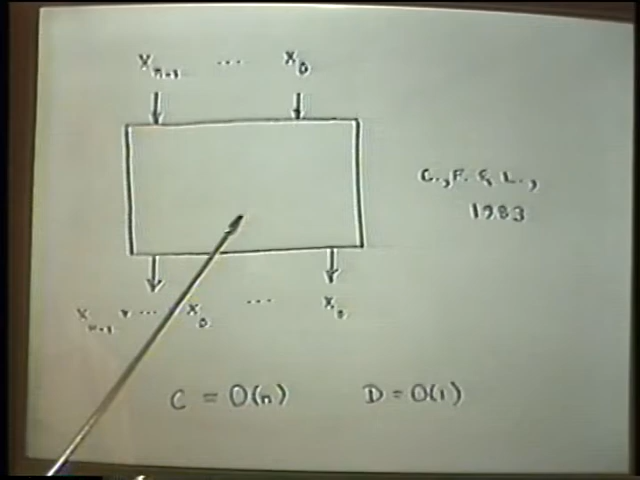 x_{n-1} ... x_0
C., F. & L.,
1983
x_{n-1} + ... x_0 ... x_0
C = O(n) D = O(1)